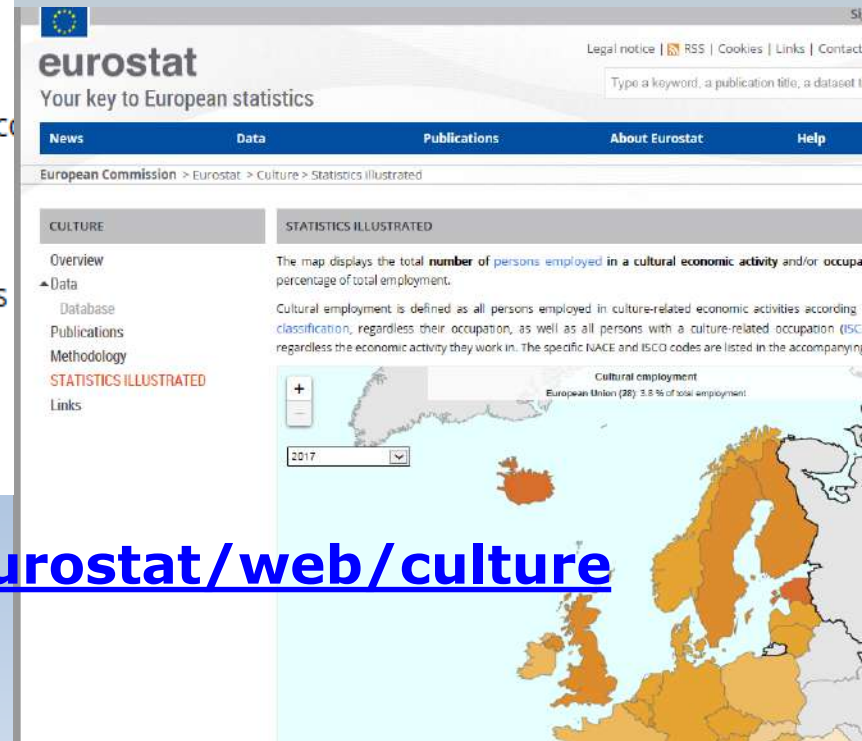 eurostat
Your key to European statistics
Legal notice | RSS | Cookies | Links | Contact
Type a keyword, a publication title, a dataset
News Data Publications About Eurostat Help
European Commission > Eurostat > Culture > Statistics illustrated
CULTURE
Overview
Data
Database
Publications
Methodology
STATISTICS ILLUSTRATED
Links
STATISTICS ILLUSTRATED
The map displays the total number of persons employed in a cultural economic activity and/or
percentage of total employment.
Cultural employment is defined as all persons employed in culture-related economic activities according
classification, regardless their occupation, as well as all persons with a culture-related occupation
regardless the economic activity they work in. The specific NACE and ISCO codes are listed in the accompanying
+
−
Cultural employment
European Union (28): 3.8 % of total employment
2017
urostat/web/culture